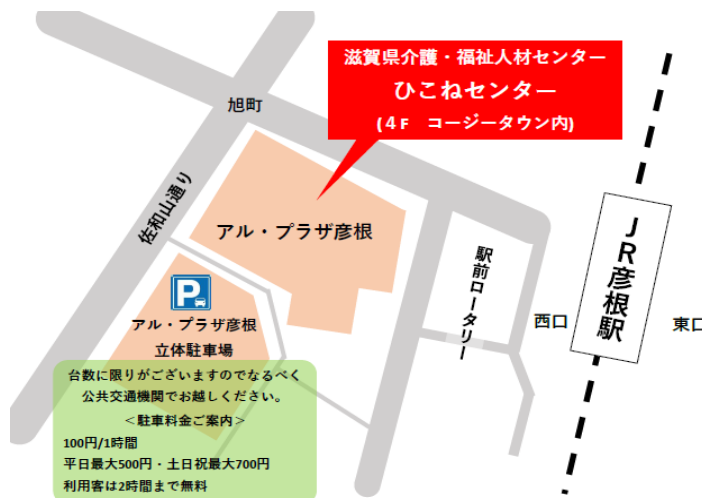 滋賀県介護・福祉人材センター
ひこねセンター
(４F　コージータウン内)
旭町
佐和山通り
アル・プラザ彦根
駅前ロータリー
JR彦根駅
西口
東口
P
アル・プラザ彦根
立体駐車場
台数に限りがございますのでなるべく
公共交通機関でお越しください。
＜駐車料金ご案内＞
100円/1時間
平日最大500円・土日祝最大700円
利用客は2時間まで無料